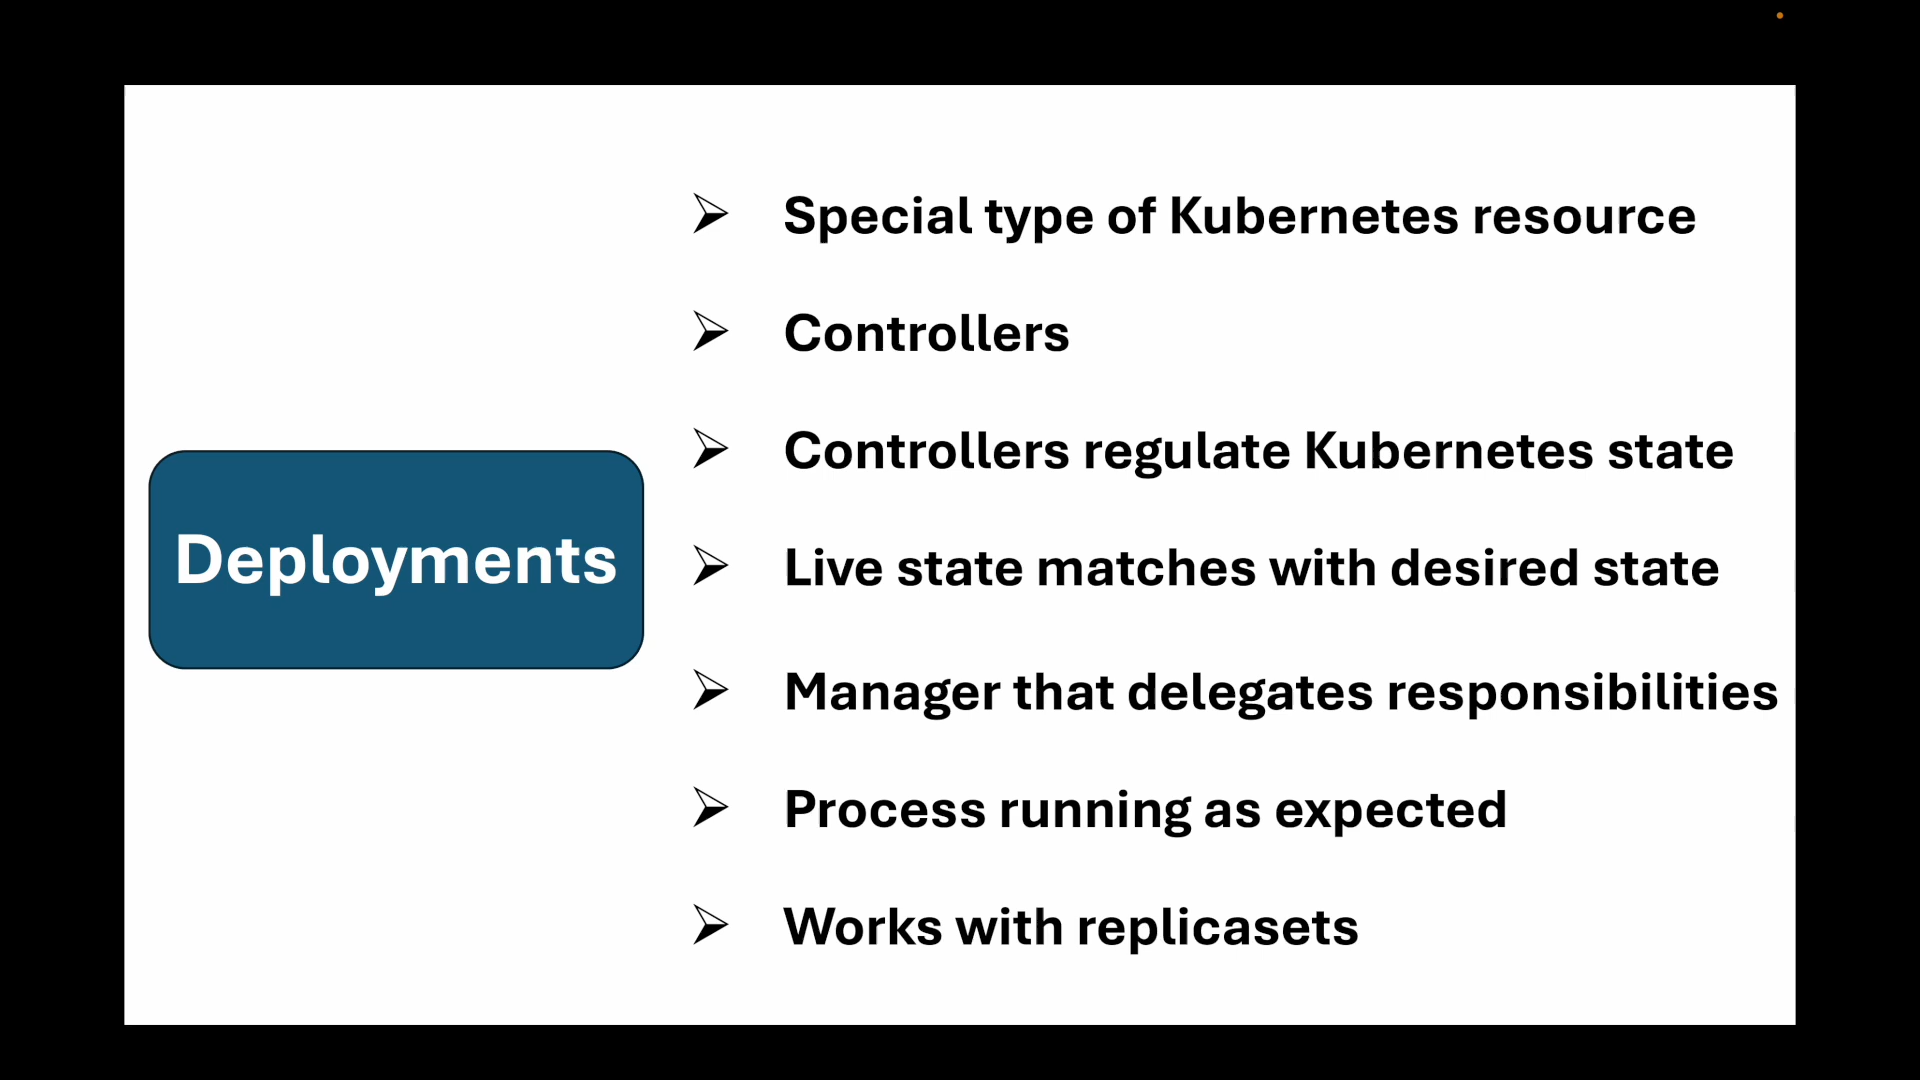 Deployments
Special type of Kubernetes resource
Controllers
Controllers regulate Kubernetes state
Live state matches with desired state
Manager that delegates responsibilities
Process running as expected
Works with replicasets